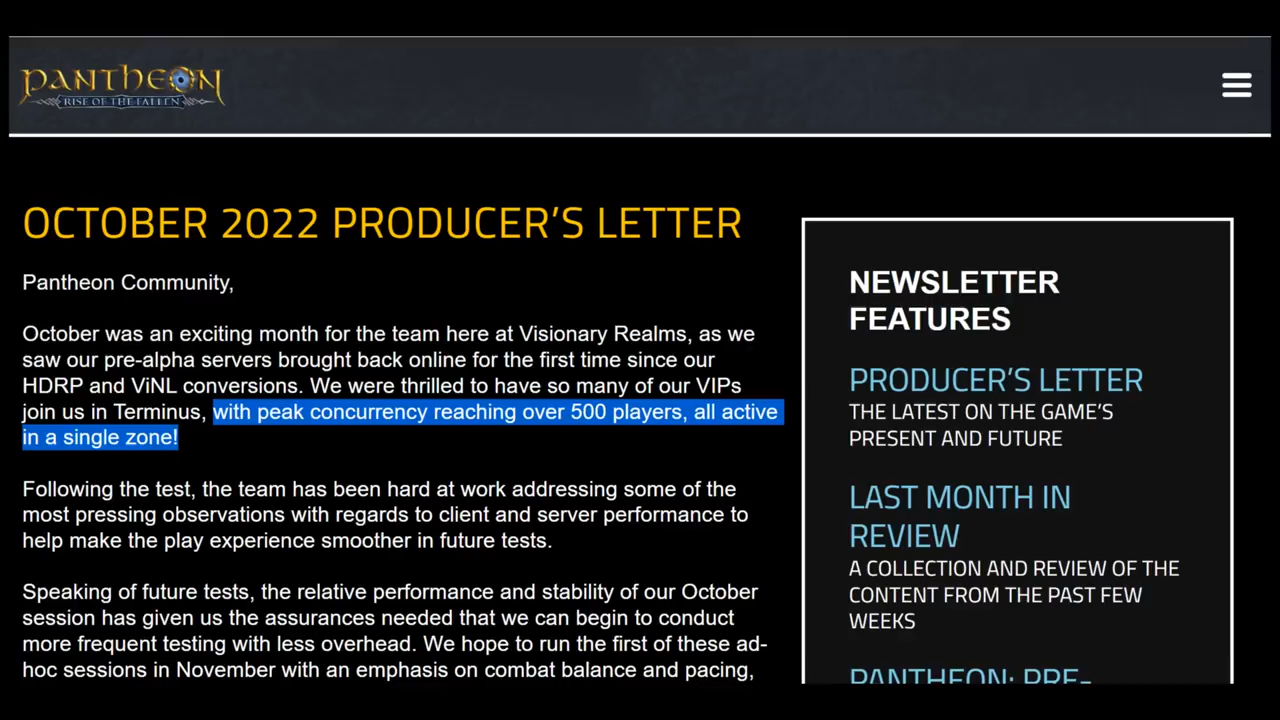 PANTHEON
RISE OF THE FALLEN
OCTOBER 2022 PRODUCER'S LETTER
Pantheon Community,
October was an exciting month for the team here at Visionary Realms, as we
saw our pre-alpha servers brought back online for the first time since our
HDRP and ViNL conversions. We were thrilled to have so many of our VIPs
join us in Terminus, with peak concurrency reaching over 500 players, all active
in a single zone!
Following the test, the team has been hard at work addressing some of the
most pressing observations with regards to client and server performance to
help make the play experience smoother in future tests.
Speaking of future tests, the relative performance and stability of our October
session has given us the assurances needed that we can begin to conduct
more frequent testing with less overhead. We hope to run the first of these ad-
hoc sessions in November with an emphasis on combat balance and pacing,
NEWSLETTER
FEATURES
PRODUCER'S LETTER
THE LATEST ON THE GAME'S
PRESENT AND FUTURE
LAST MONTH IN
REVIEW
A COLLECTION AND REVIEW OF THE
CONTENT FROM THE PAST FEW
WEEKS
PANTHEON: PRE-